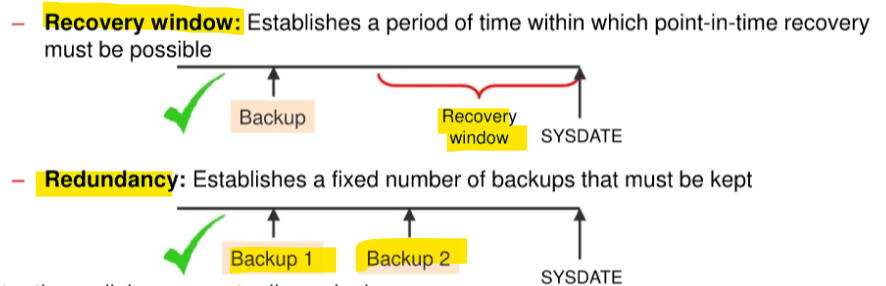 – Recovery window: Establishes a period of time within which point-in-time recovery
must be possible
Backup
Recovery
window
SYSDATE
– Redundancy: Establishes a fixed number of backups that must be kept
Backup 1
Backup 2
SYSDATE